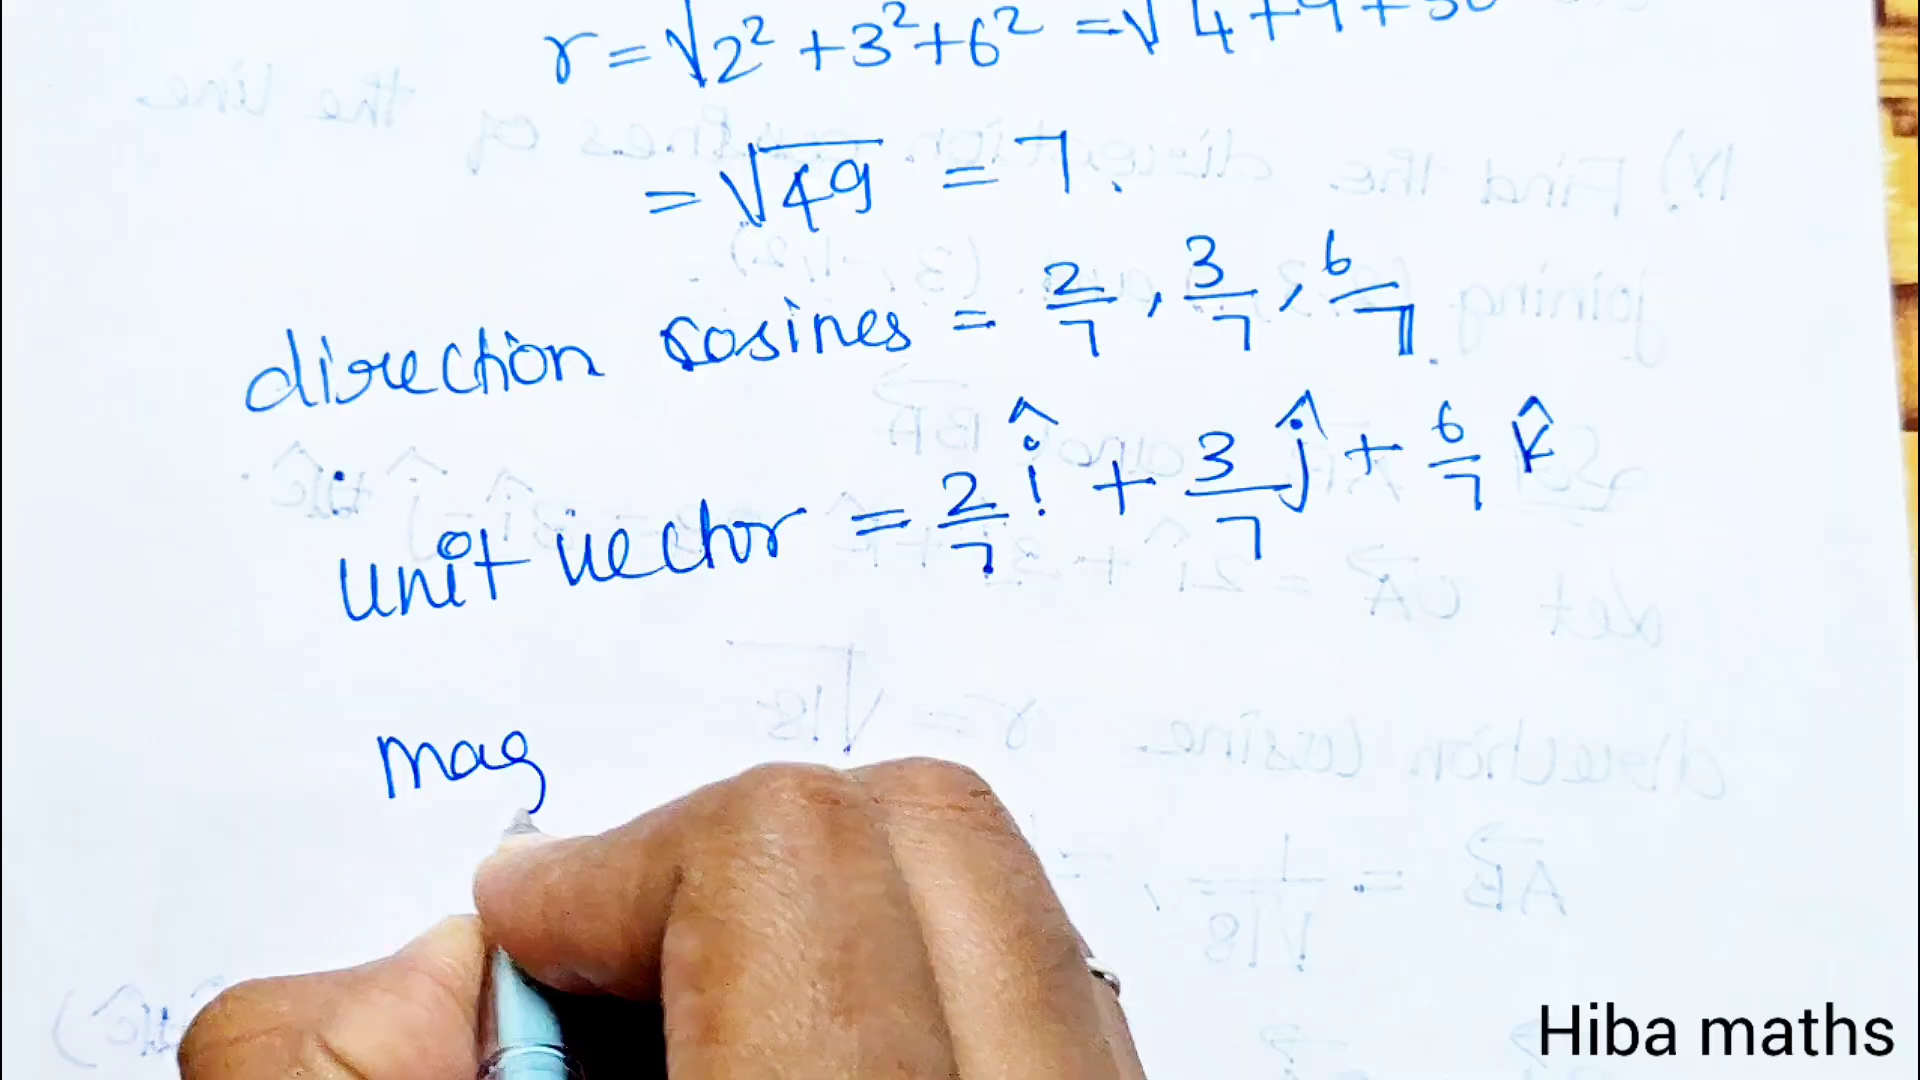 r = √2² + 3² + 6² = √4 + 9 + 36
= √49 = 7.
direction cosines = 2/7, 3/7, 6/7.
unit vector = 2/7 î + 3/7 ĵ + 6/7 k̂
mag
Hiba maths